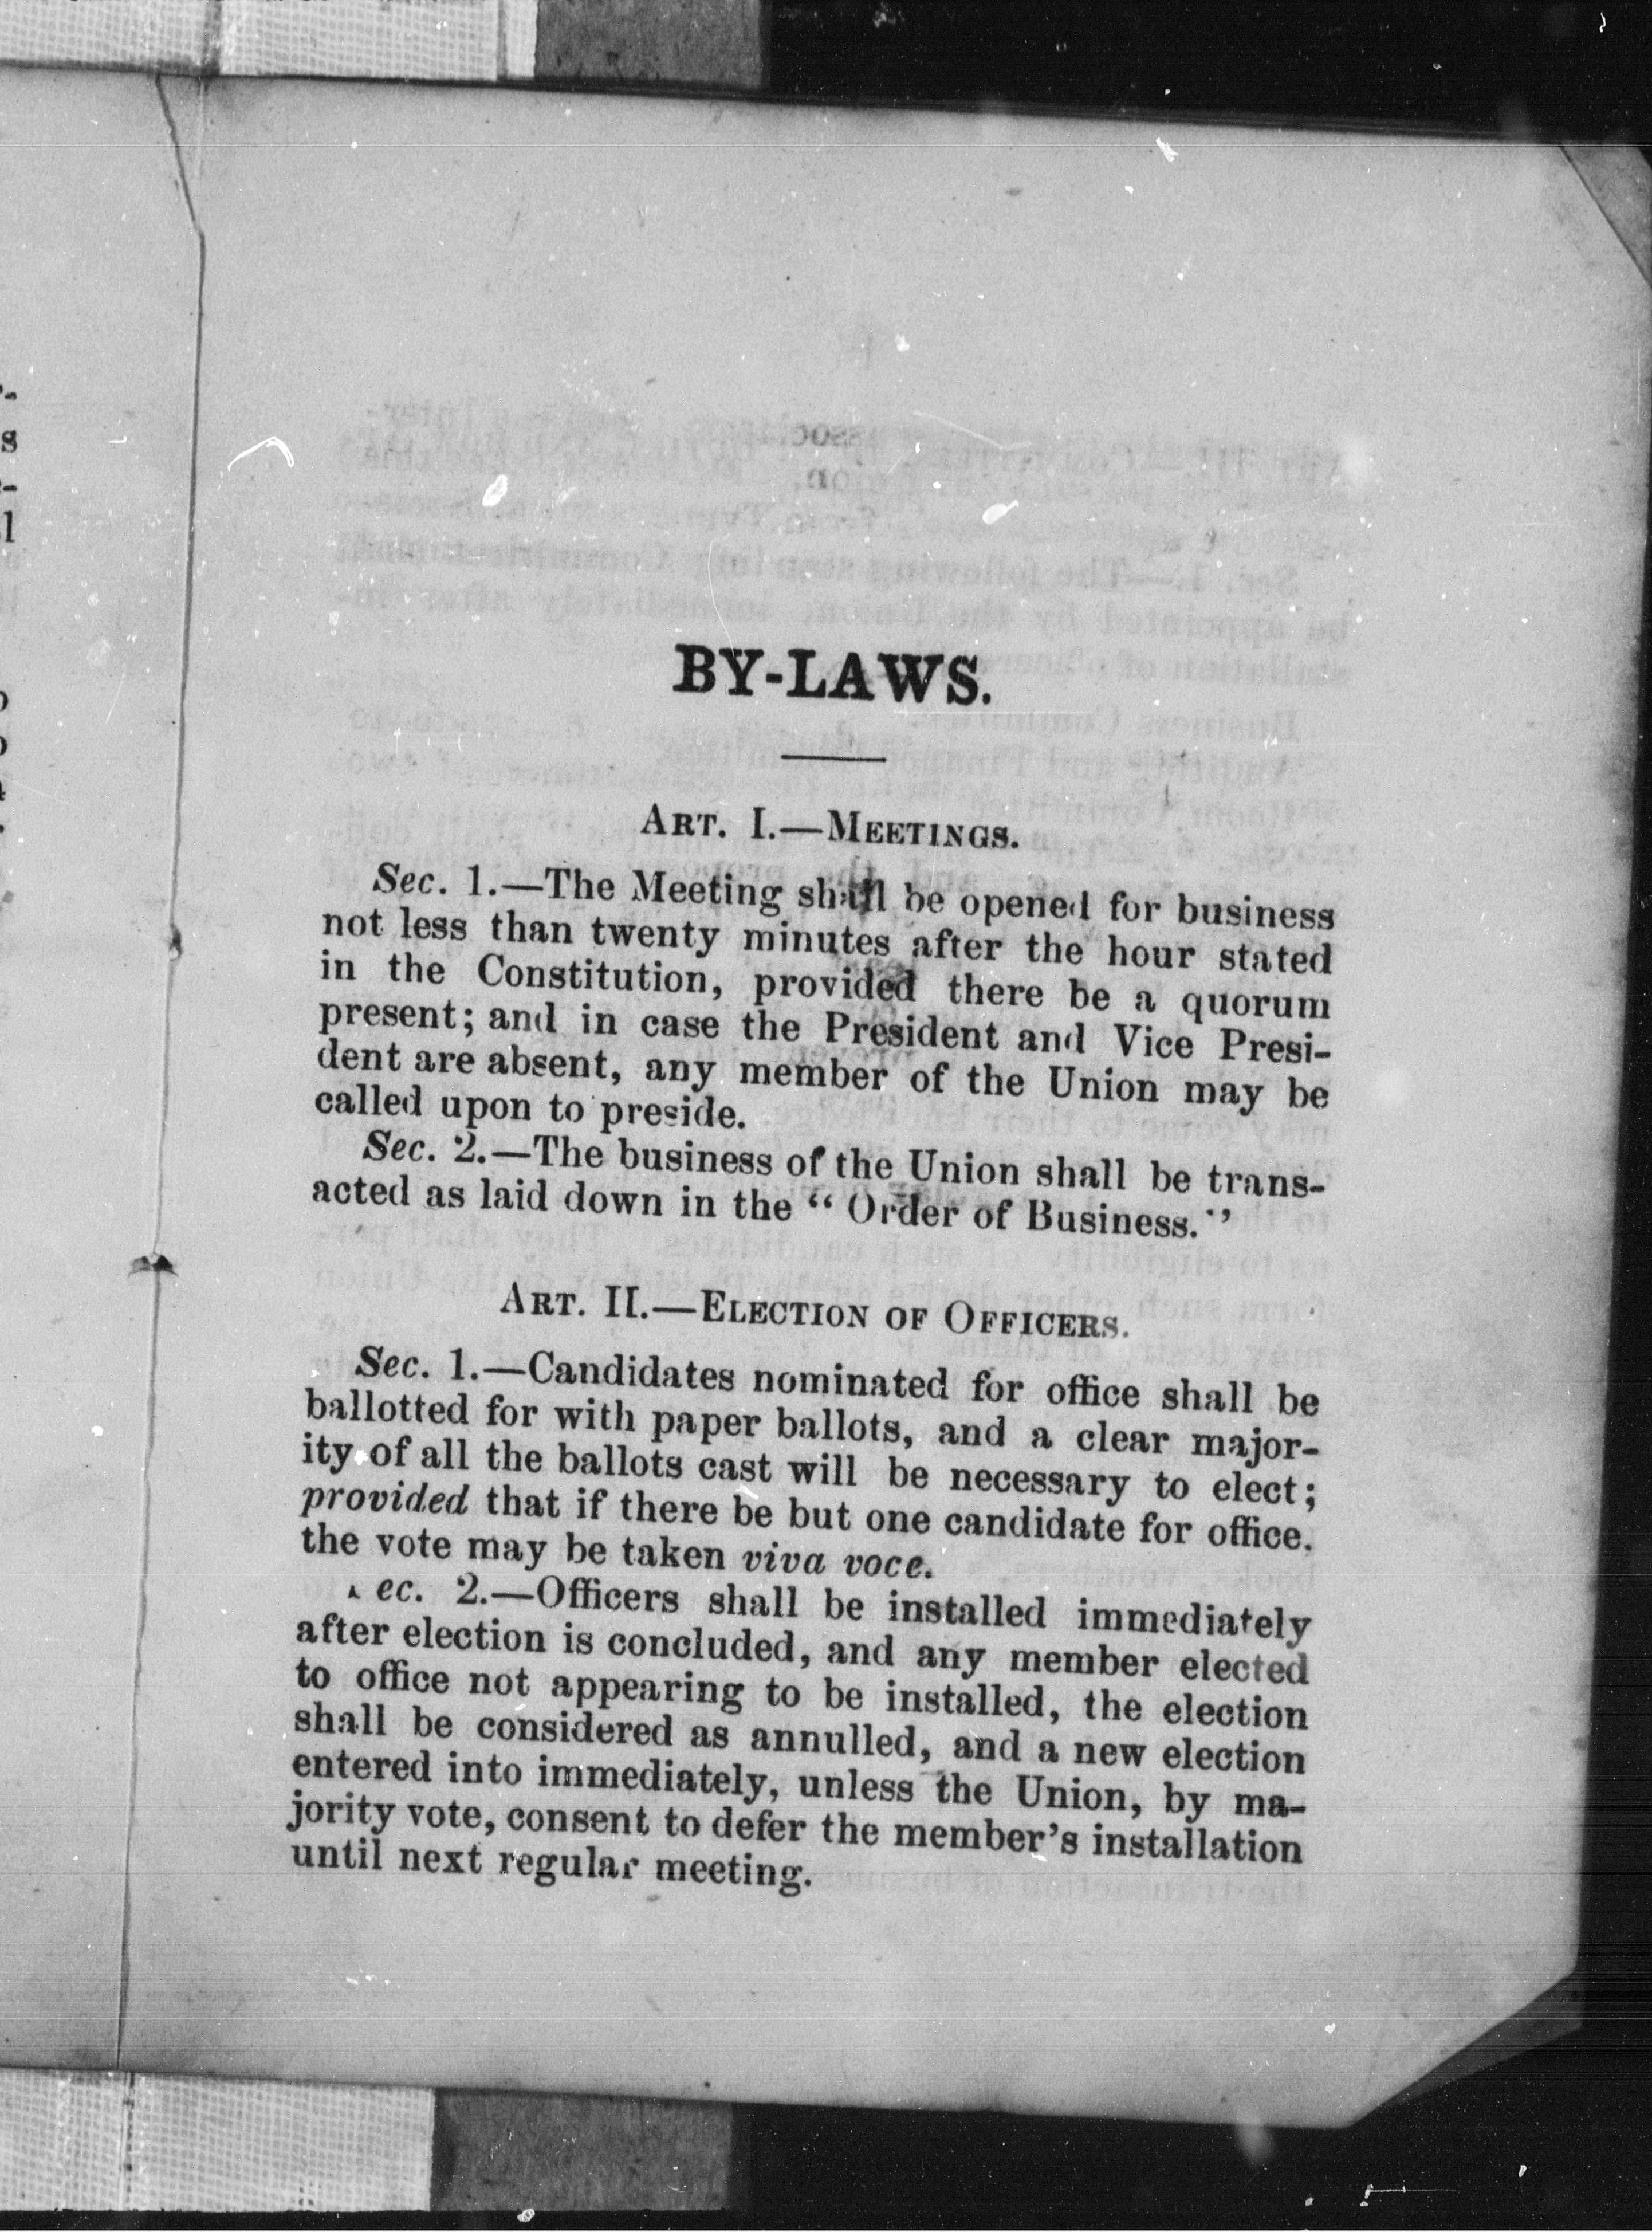 BY-LAWS.
ART. I.—MEETINGS.
Sec. 1.—The Meeting shall be opened for business
not less than twenty minutes after the hour stated
in the Constitution, provided there be a quorum
present; and in case the President and Vice Presi-
dent are absent, any member of the Union may be
called upon to preside.
Sec. 2.—The business of the Union shall be trans-
acted as laid down in the “ Order of Business.”
ART. II.—ELECTION OF OFFICERS.
Sec. 1.—Candidates nominated for office shall be
ballotted for with paper ballots, and a clear major-
ity of all the ballots cast will be necessary to elect;
provided that if there be but one candidate for office.
the vote may be taken viva voce.
ec. 2.—Officers shall be installed immediately
after election is concluded, and any member elected
to office not appearing to be installed, the election
shall be considered as annulled, and a new election
entered into immediately, unless the Union, by ma-
jority vote, consent to defer the member’s installation
until next regular meeting.